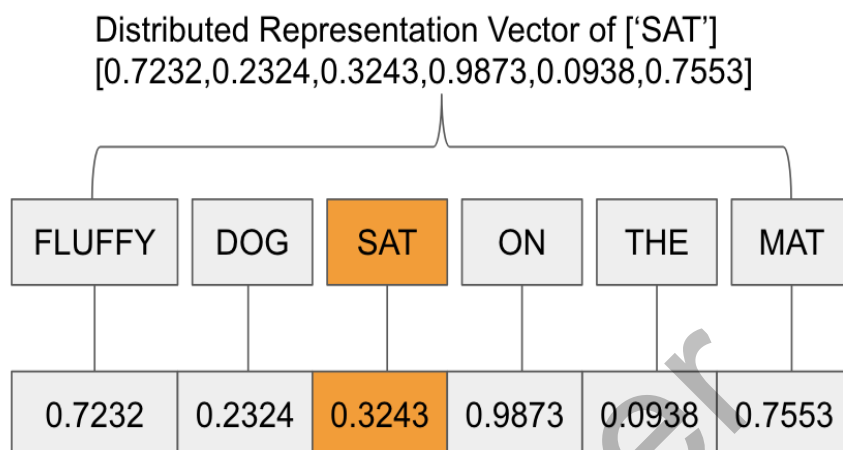 Distributed Representation Vector of [‘SAT’]
[0.7232,0.2324,0.3243,0.9873,0.0938,0.7553]
FLUFFY DOG SAT ON THE MAT
0.7232 0.2324 0.3243 0.9873 0.0938 0.7553
er